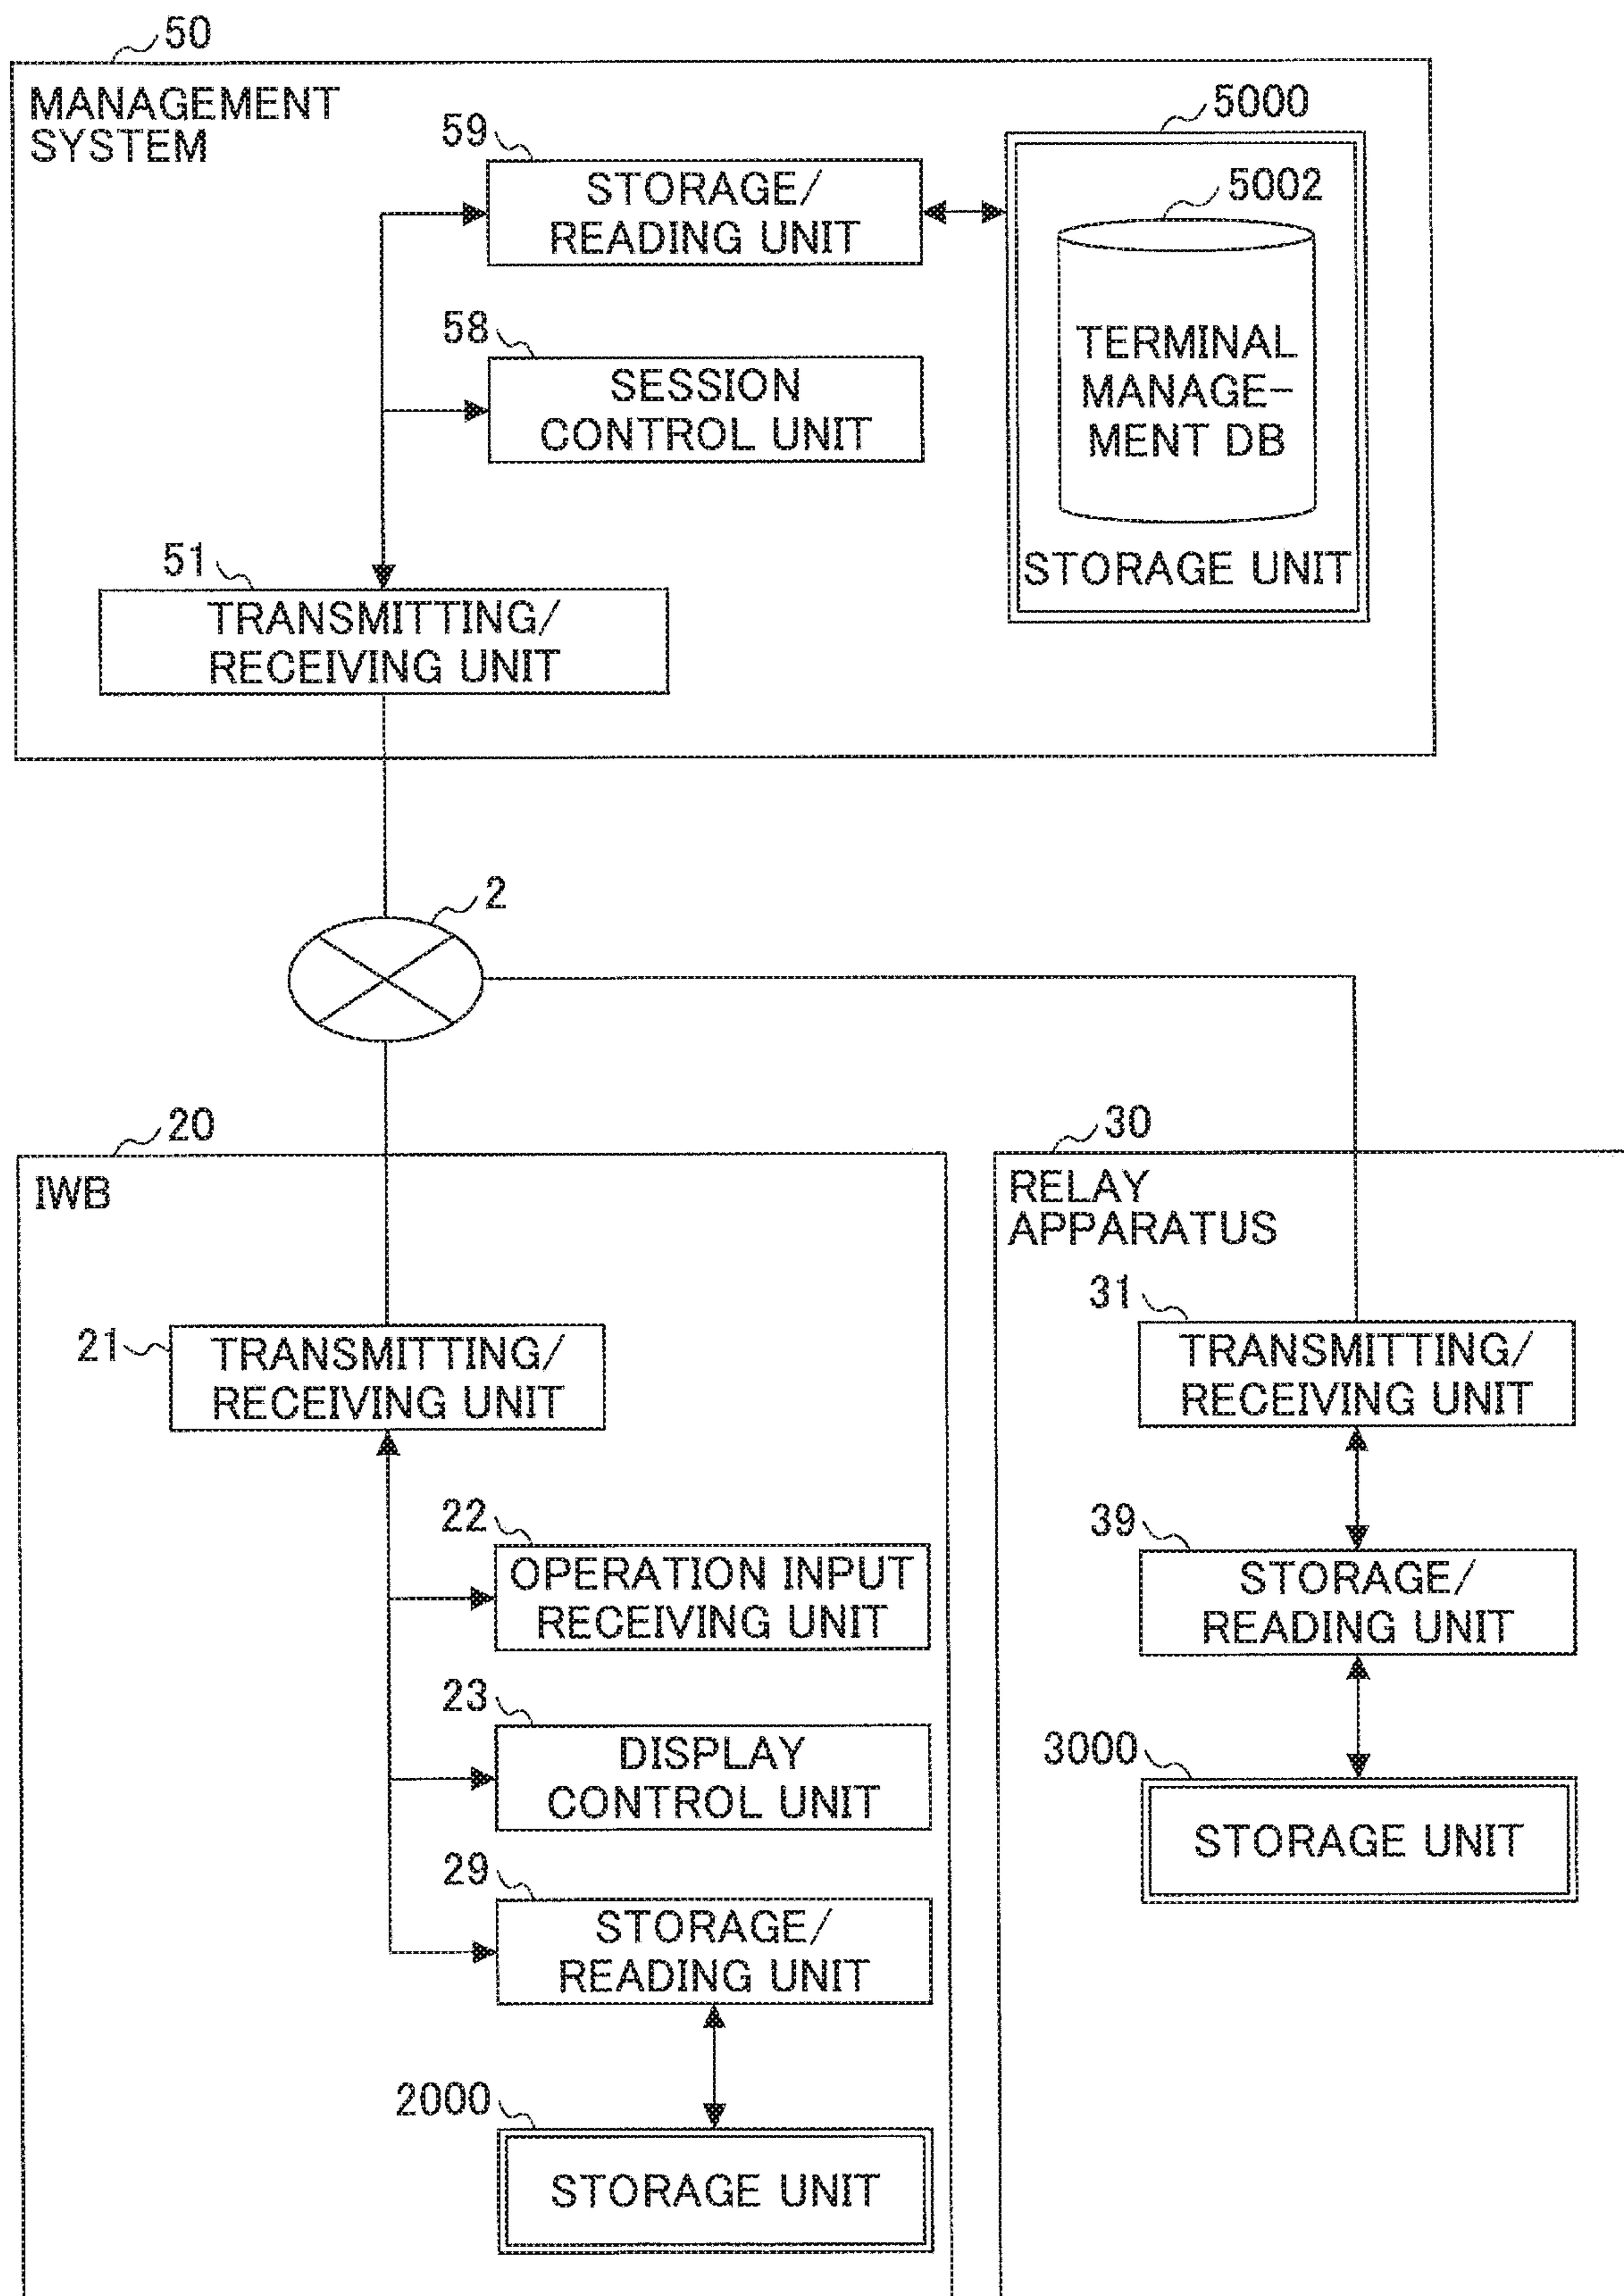 50
MANAGEMENT
SYSTEM
5000
59
STORAGE/
READING UNIT
5002
58
SESSION
CONTROL UNIT
TERMINAL
MANAGE-
MENT DB
STORAGE UNIT
51
TRANSMITTING/
RECEIVING UNIT
2
20
IWB
21
TRANSMITTING/
RECEIVING UNIT
22
OPERATION INPUT
RECEIVING UNIT
23
DISPLAY
CONTROL UNIT
29
STORAGE/
READING UNIT
2000
STORAGE UNIT
30
RELAY
APPARATUS
31
TRANSMITTING/
RECEIVING UNIT
39
STORAGE/
READING UNIT
3000
STORAGE UNIT